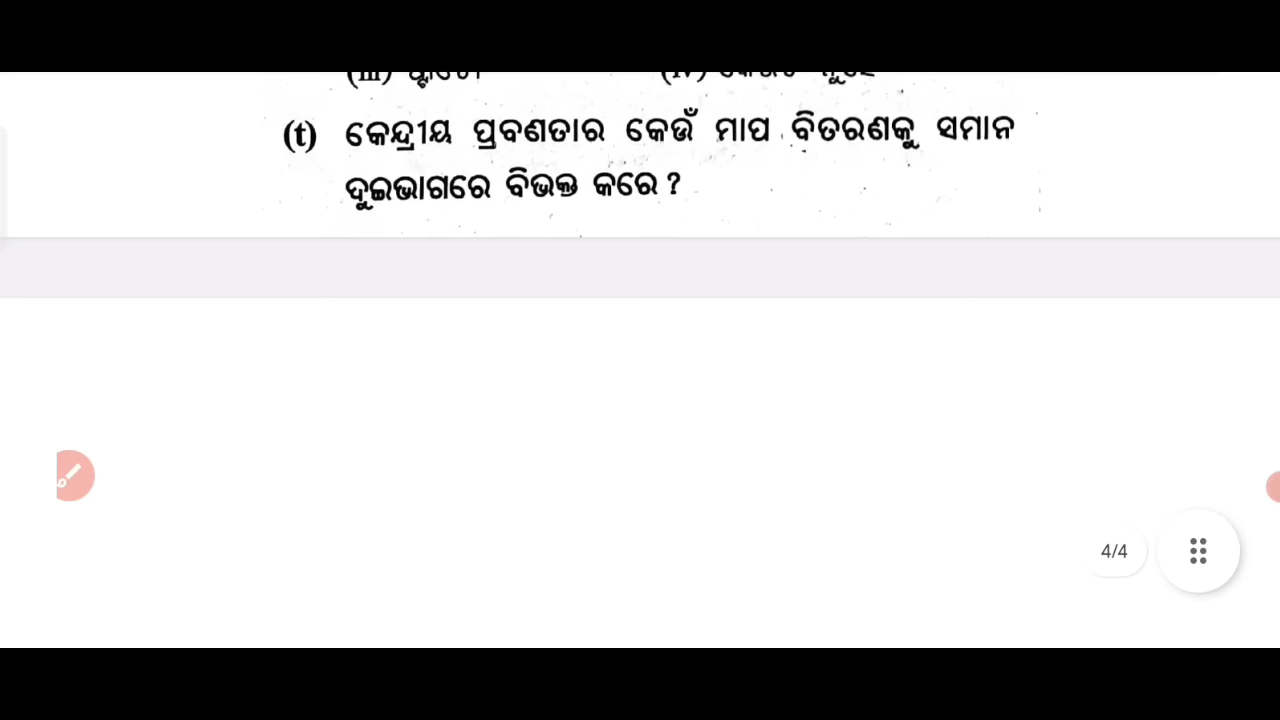 (t) କେନ୍ଦ୍ରୀୟ ପ୍ରବଣତାର କେଉଁ ମାପ ବିତରଣକୁ ସମାନ
ଦୁଇଭାଗରେ ବିଭକ୍ତ କରେ ?
4/4